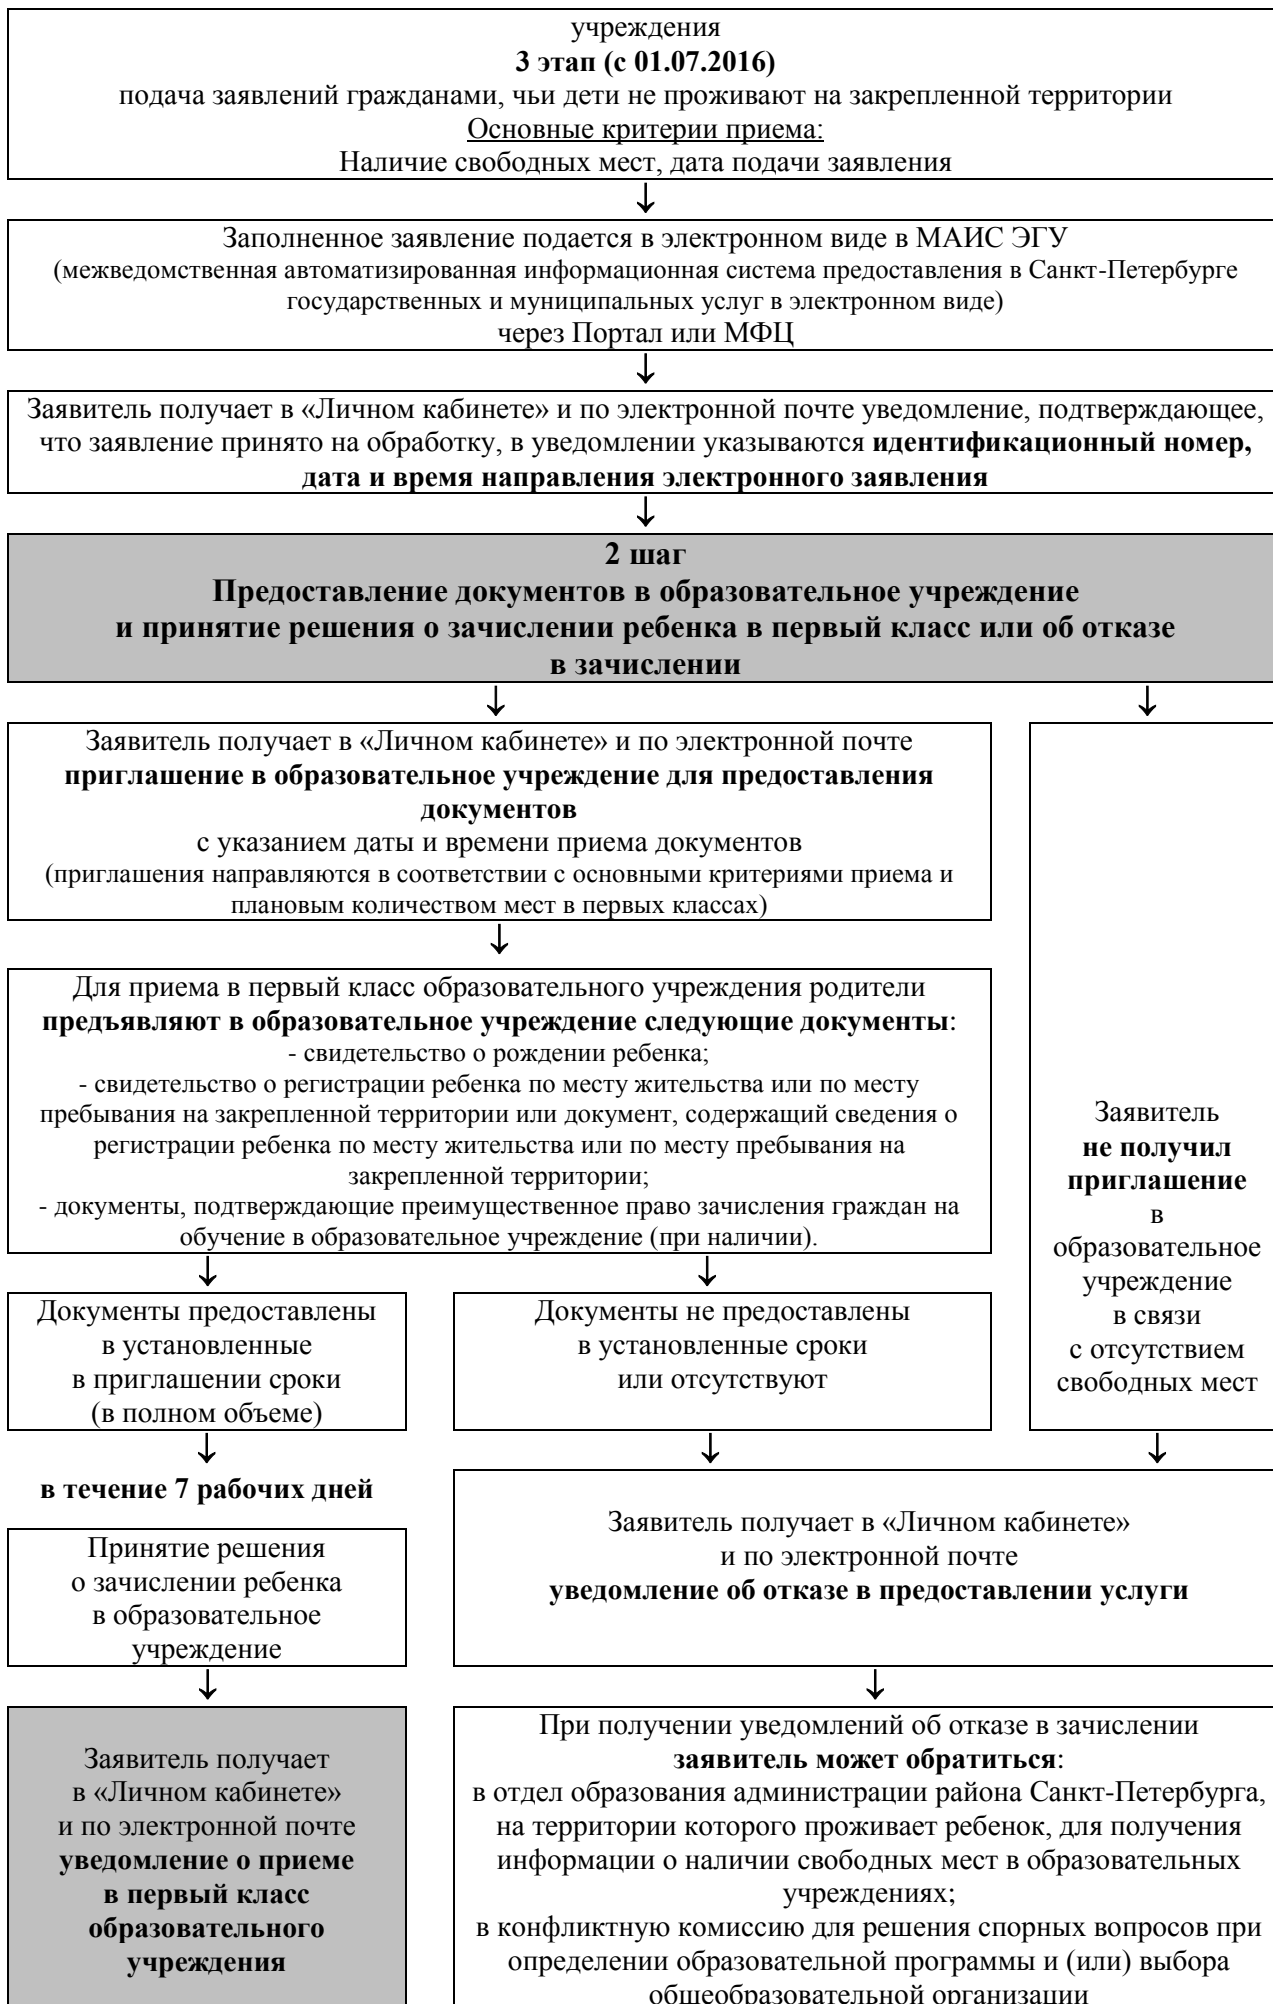 учреждения
3 этап (с 01.07.2016)
подача заявлений гражданами, чьи дети не проживают на закрепленной территории
Основные критерии приема:
Наличие свободных мест, дата подачи заявления
Заполненное заявление подается в электронном виде в МАИС ЭГУ
(межведомственная автоматизированная информационная система предоставления в Санкт-Петербурге
государственных и муниципальных услуг в электронном виде)
через Портал или МФЦ
Заявитель получает в «Личном кабинете» и по электронной почте уведомление, подтверждающее,
что заявление принято на обработку, в уведомлении указываются идентификационный номер,
дата и время направления электронного заявления
2 шаг
Предоставление документов в образовательное учреждение
и принятие решения о зачислении ребенка в первый класс или об отказе
в зачислении
Заявитель получает в «Личном кабинете» и по электронной почте
приглашение в образовательное учреждение для предоставления
документов
с указанием даты и времени приема документов
(приглашения направляются в соответствии с основными критериями приема и
плановым количеством мест в первых классах)
Для приема в первый класс образовательного учреждения родители
предъявляют в образовательное учреждение следующие документы:
- свидетельство о рождении ребенка;
- свидетельство о регистрации ребенка по месту жительства или по месту
пребывания на закрепленной территории или документ, содержащий сведения о
регистрации ребенка по месту жительства или по месту пребывания на
закрепленной территории;
- документы, подтверждающие преимущественное право зачисления граждан на
обучение в образовательное учреждение (при наличии).
Заявитель
не получил
приглашение
в
образовательное
учреждение
в связи
с отсутствием
свободных мест
Документы предоставлены
в установленные
в приглашении сроки
(в полном объеме)
Документы не предоставлены
в установленные сроки
или отсутствуют
в течение 7 рабочих дней
Принятие решения
о зачислении ребенка
в образовательное
учреждение
Заявитель получает в «Личном кабинете»
и по электронной почте
уведомление об отказе в предоставлении услуги
Заявитель получает
в «Личном кабинете»
и по электронной почте
уведомление о приеме
в первый класс
образовательного
учреждения
При получении уведомлений об отказе в зачислении
заявитель может обратиться:
в отдел образования администрации района Санкт-Петербурга,
на территории которого проживает ребенок, для получения
информации о наличии свободных мест в образовательных
учреждениях;
в конфликтную комиссию для решения спорных вопросов при
определении образовательной программы и (или) выбора
общеобразовательной организации